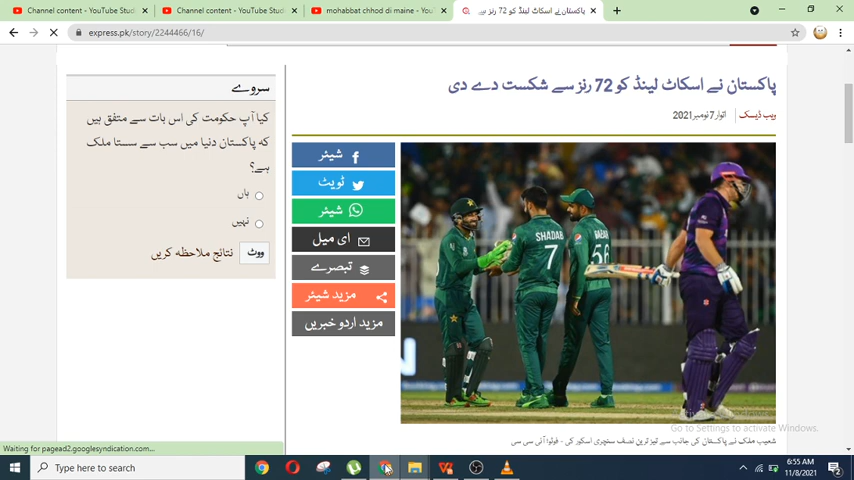 Channel content - YouTube Studio
Channel content - YouTube Studio
mohabbat chhod di maine - YouTu
پاکستان نے اسکاٹ لینڈ کو 72 رنز سے شکست دے دی
express.pk/story/2244466/16/
پاکستان نے اسکاٹ لینڈ کو 72 رنز سے شکست دے دی
ویب ڈیسک
اتوار 7 نومبر 2021
سروے
کیا آپ حکومت کی اس بات سے متفق ہیں
کہ پاکستان دنیا میں سب سے سستا ملک
ہے؟
ہاں
نہیں
ووٹ
نتائج ملاحظہ کریں
شیئر
ٹویٹ
شیئر
ای میل
تبصرے
مزید شیئر
مزید اردو خبریں
SHADAB
7
BABAR
56
شعیب ملک نے پاکستان کی جانب سے تیز ترین نصف سنچری اسکور کی - فوٹو: آئی سی سی
Go to Settings to activate Windows.
Waiting for pagead2.googlesyndication.com...
Type here to search
6:55 AM
11/8/2021
2